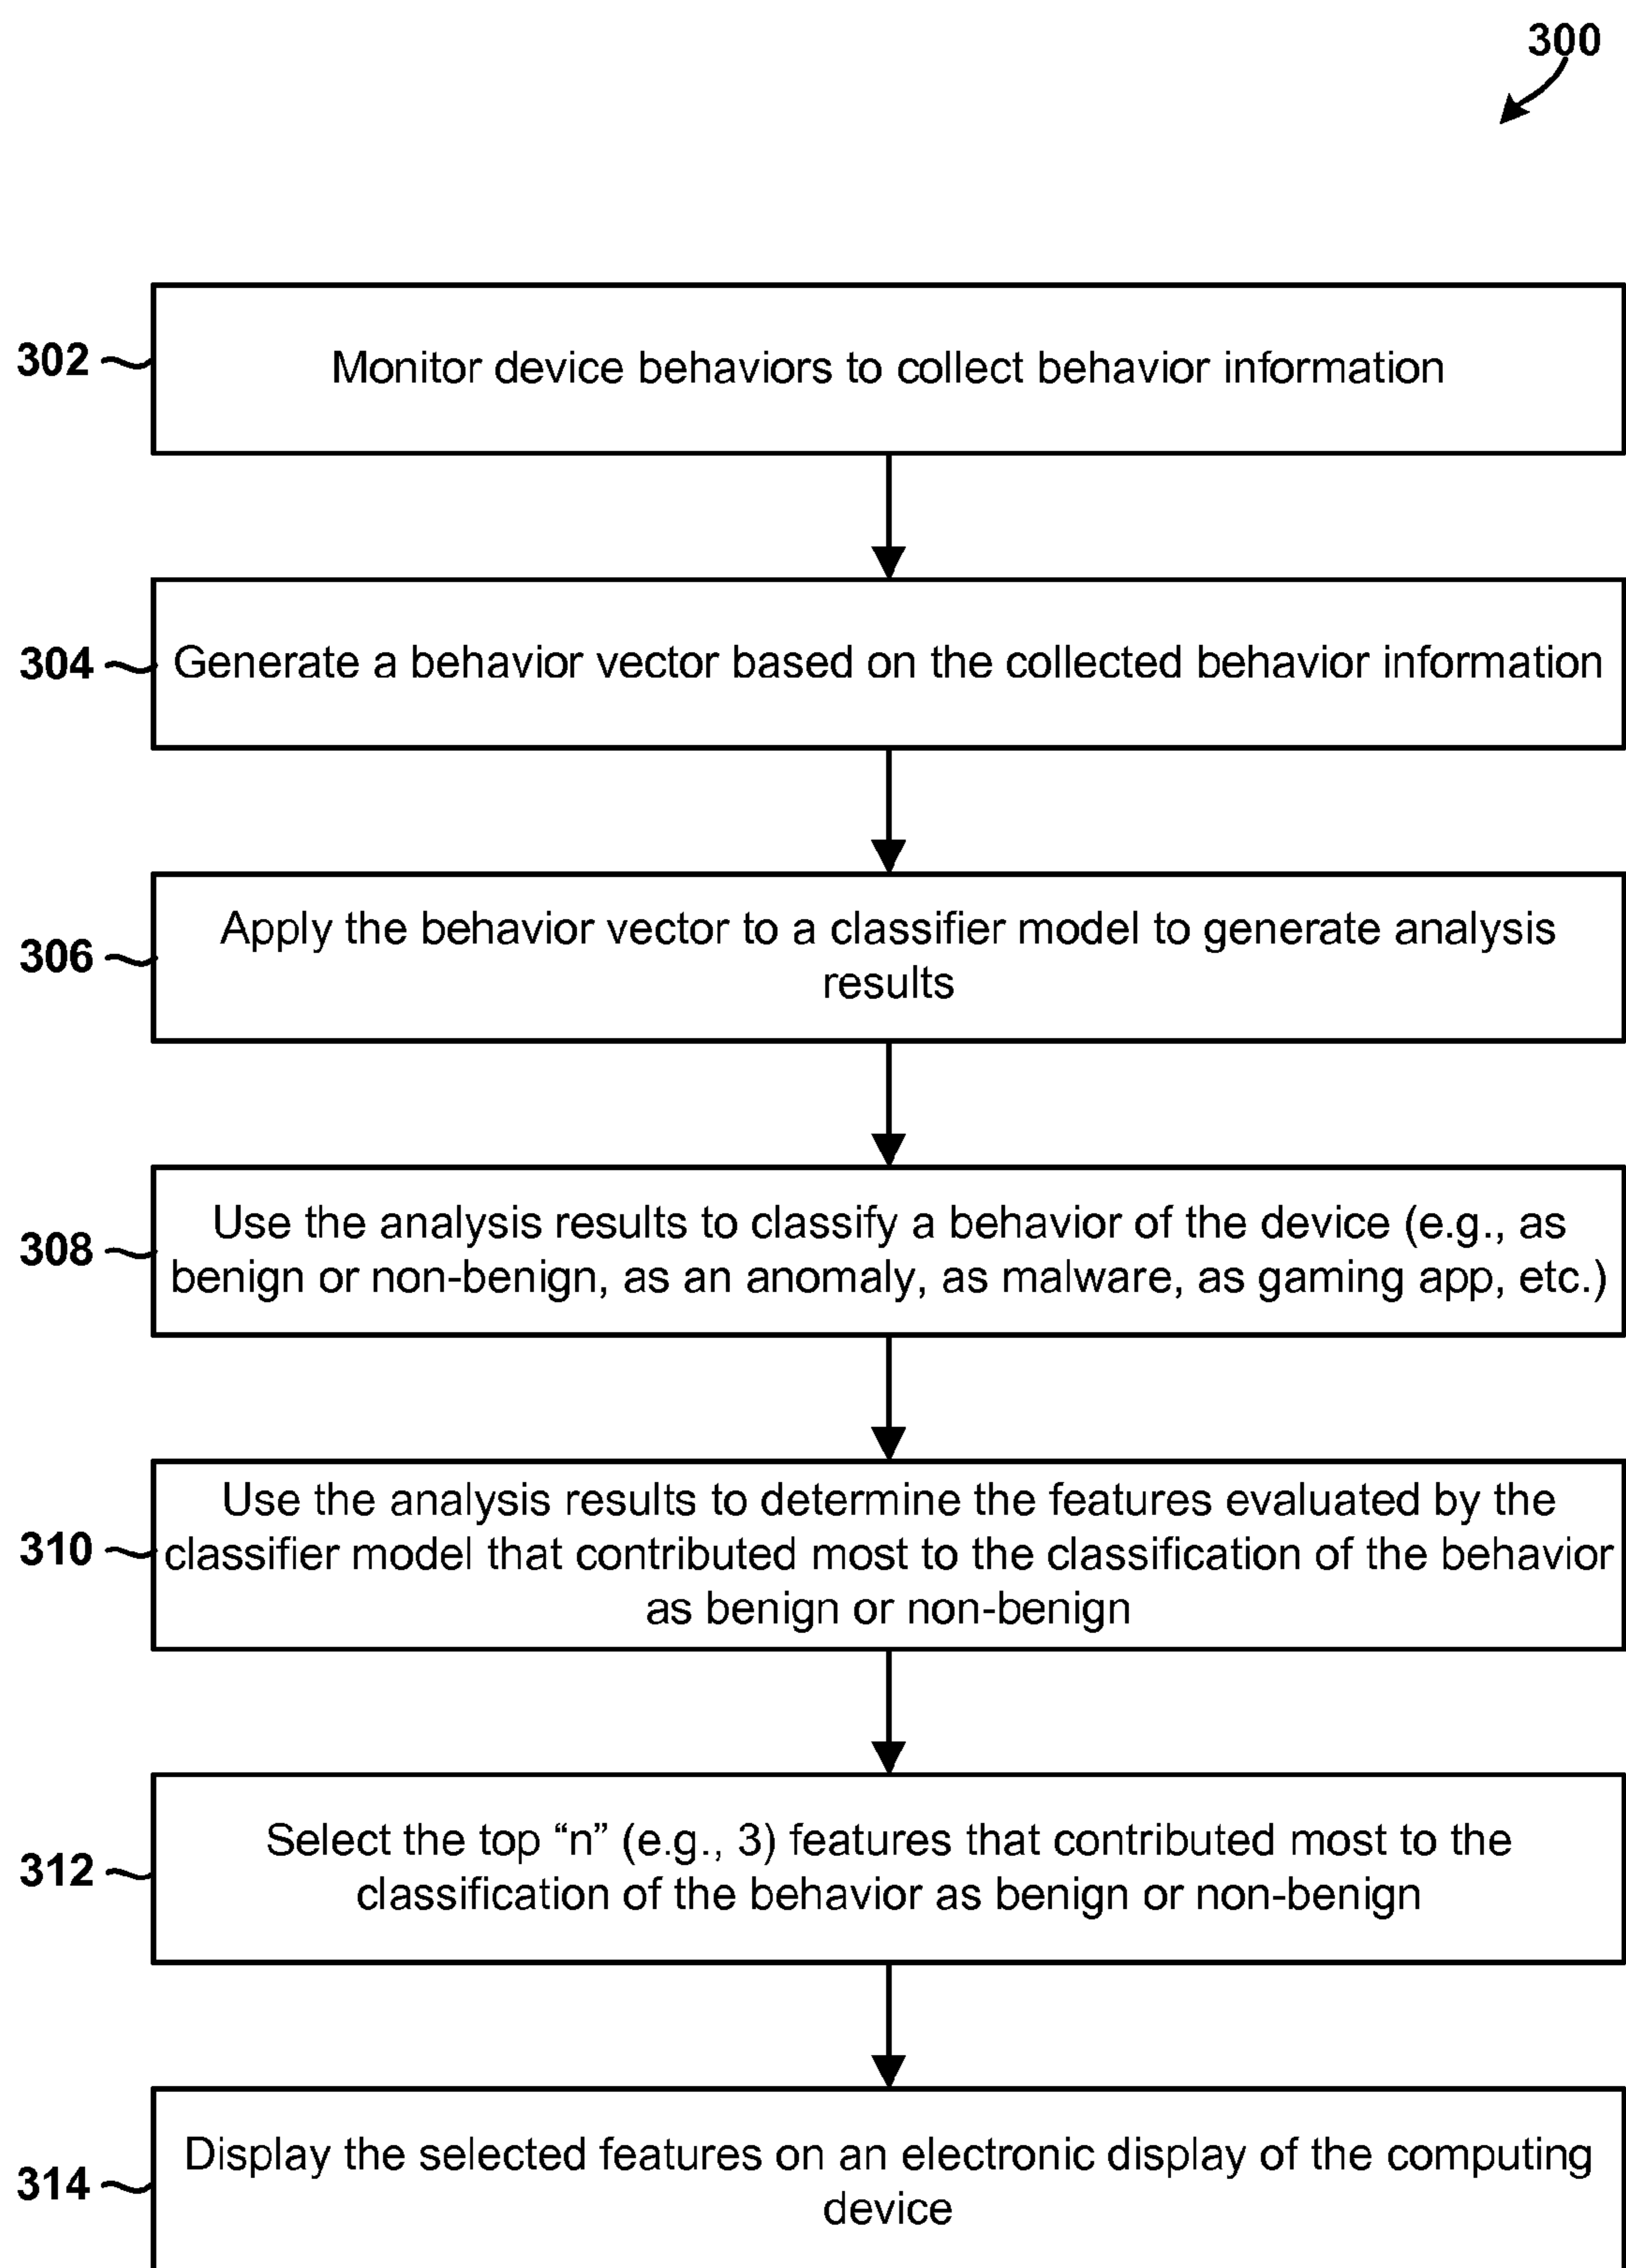 300
302
Monitor device behaviors to collect behavior information
304
Generate a behavior vector based on the collected behavior information
306
Apply the behavior vector to a classifier model to generate analysis
results
308
Use the analysis results to classify a behavior of the device (e.g., as
benign or non-benign, as an anomaly, as malware, as gaming app, etc.)
310
Use the analysis results to determine the features evaluated by the
classifier model that contributed most to the classification of the behavior
as benign or non-benign
312
Select the top “n” (e.g., 3) features that contributed most to the
classification of the behavior as benign or non-benign
314
Display the selected features on an electronic display of the computing
device